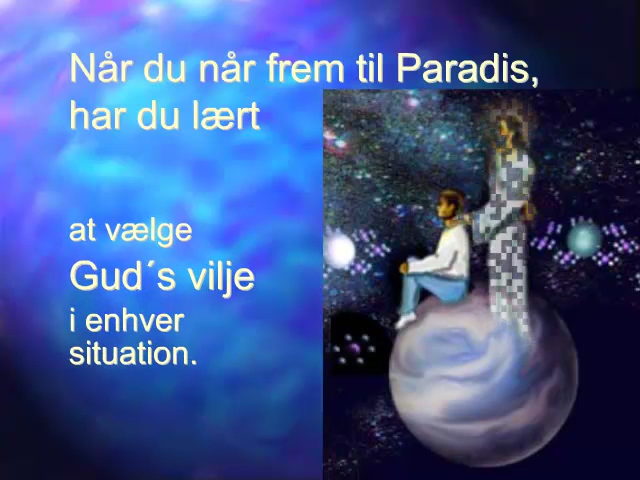 Når du når frem til Paradis,
har du lært
at vælge
Gud´s vilje
i enhver
situation.